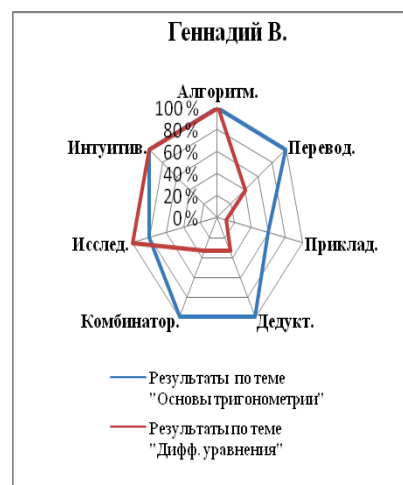 Геннадий В.
Алгоритм.
100%
80%
60%
40%
20%
0%
Перевод.
Приклад.
Дедукт.
Комбинатор.
Исслед.
Интуитив.
Результаты по теме
"Основы тригонометрии"
Результаты по теме
"Дифф. уравнения"